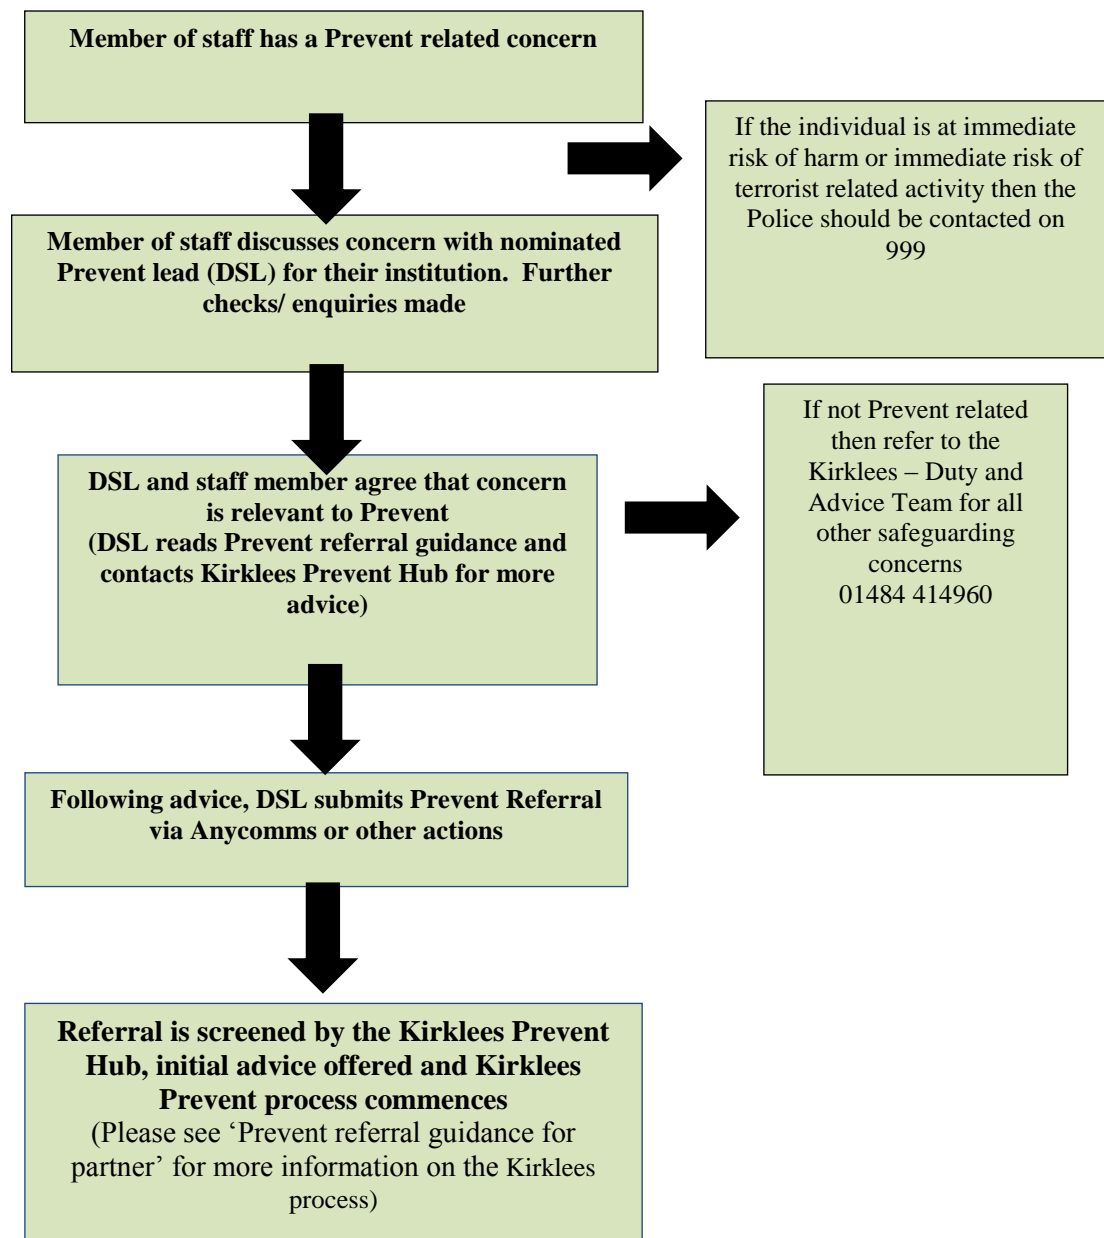 Member of staff has a Prevent related concern
If the individual is at immediate
risk of harm or immediate risk of
terrorist related activity then the
Police should be contacted on
999
Member of staff discusses concern with nominated
Prevent lead (DSL) for their institution.  Further
checks/ enquiries made
DSL and staff member agree that concern
is relevant to Prevent
(DSL reads Prevent referral guidance and
contacts Kirklees Prevent Hub for more
advice)
If not Prevent related
then refer to the
Kirklees – Duty and
Advice Team for all
other safeguarding
concerns
01484 414960
Following advice, DSL submits Prevent Referral
via Anycomms or other actions
Referral is screened by the Kirklees Prevent
Hub, initial advice offered and Kirklees
Prevent process commences
(Please see ‘Prevent referral guidance for
partner’ for more information on the Kirklees
process)